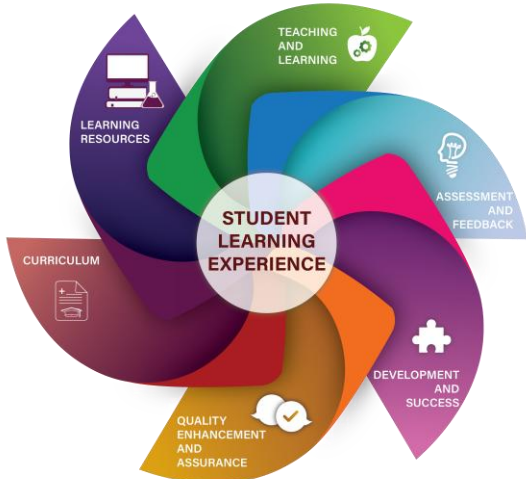 TEACHING
AND
LEARNING
LEARNING
RESOURCES
ASSESSMENT
AND
FEEDBACK
STUDENT
LEARNING
EXPERIENCE
CURRICULUM
DEVELOPMENT
AND
SUCCESS
QUALITY
ENHANCEMENT
AND
ASSURANCE